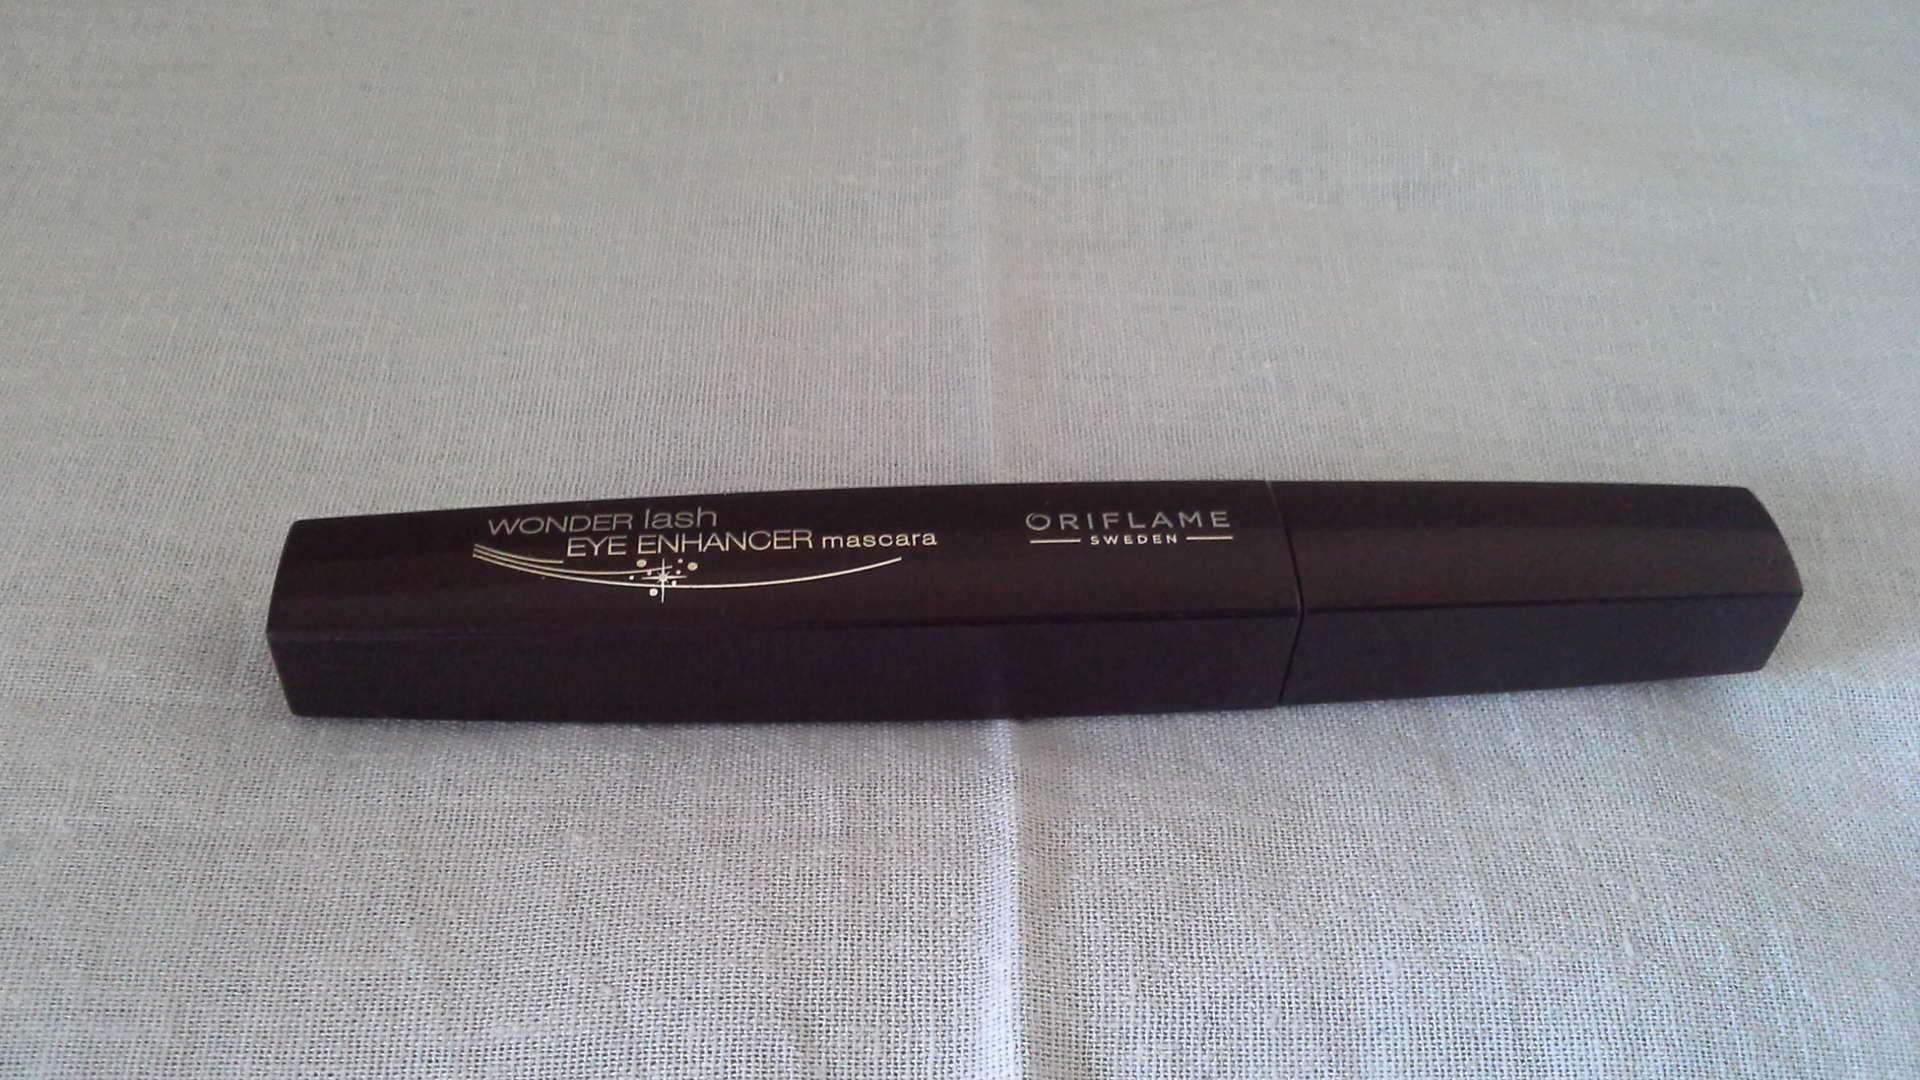 WONDER lash
EYE ENHANCER mascara
ORIFLAME
SWEDEN